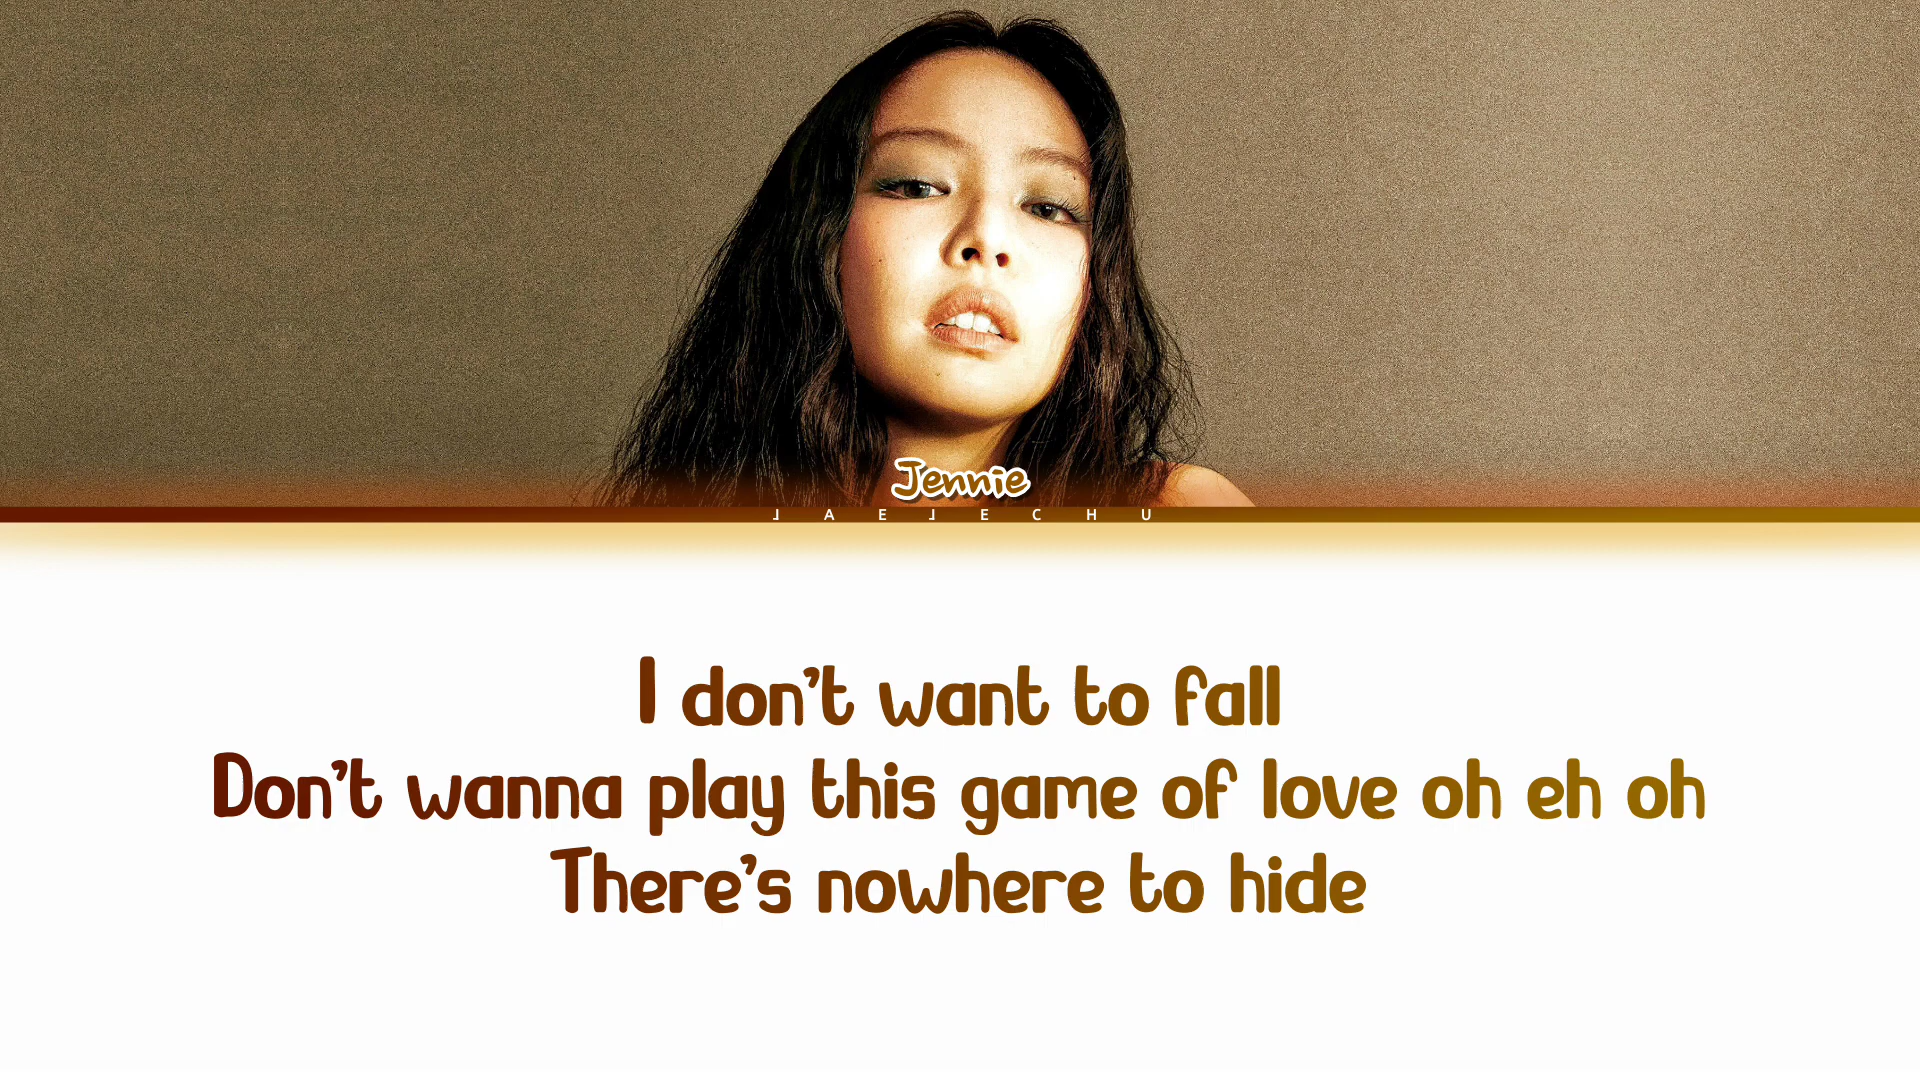 Jennie
JAEJECHU
I don't want to fall
Don't wanna play this game of love oh eh oh
There's nowhere to hide